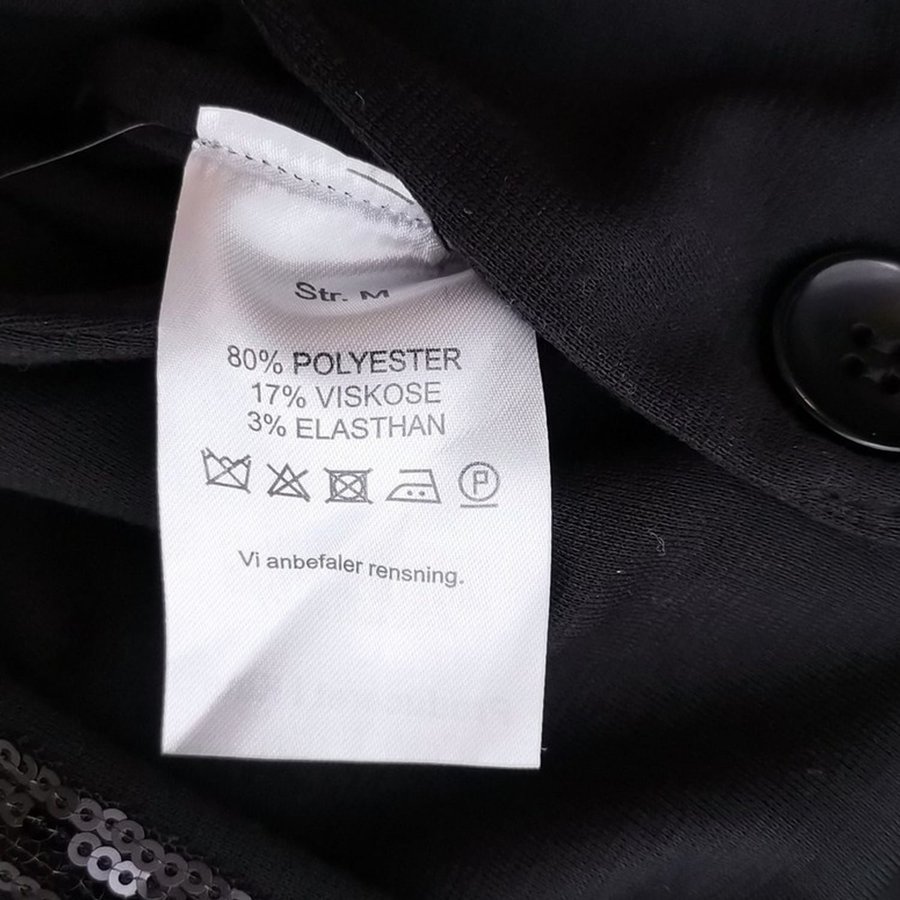 Str. M
80% POLYESTER
17% VISKOSE
3% ELASTHAN
P
Vi anbefaler rensning.